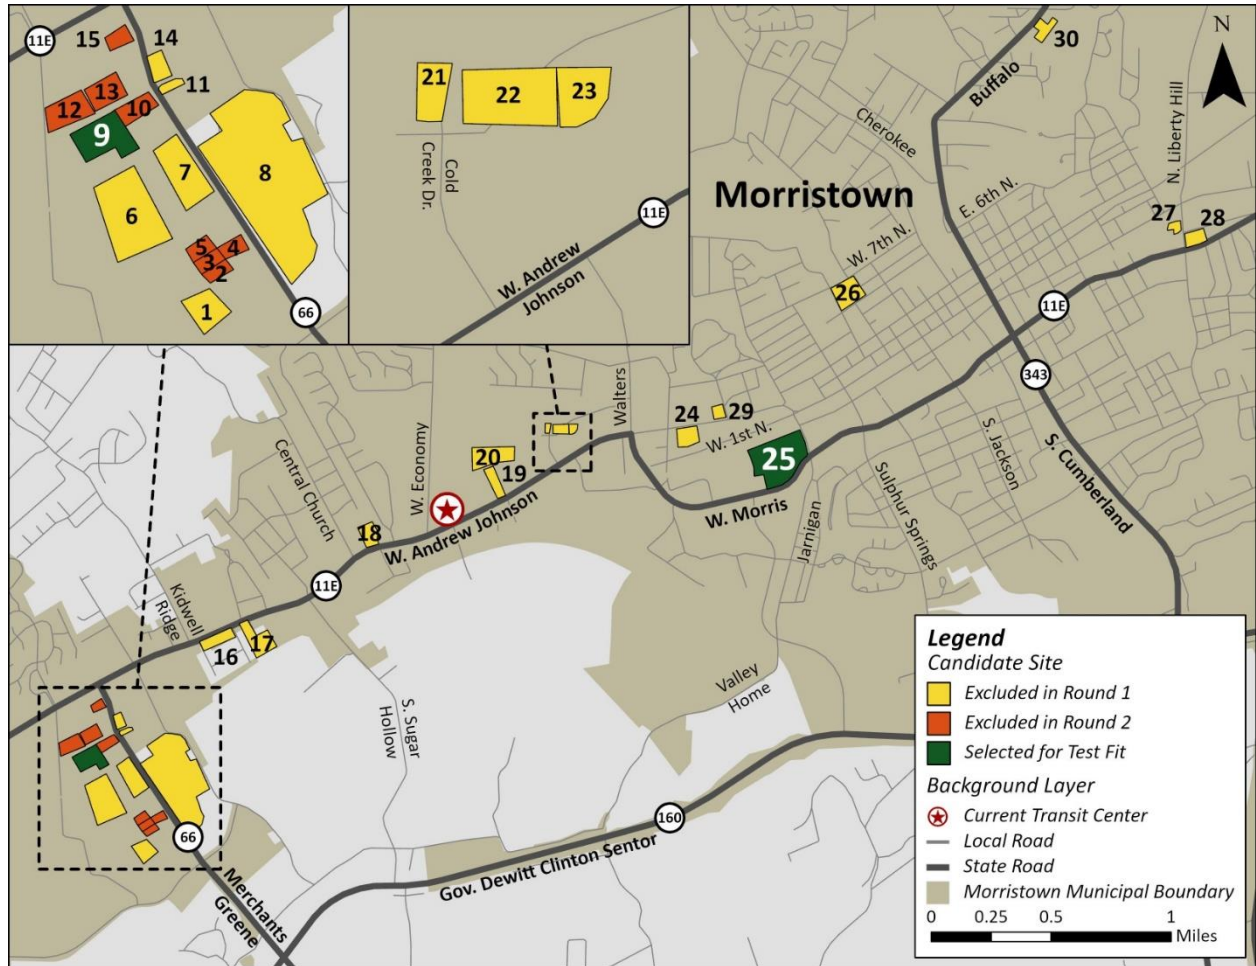 11E
15
14
11
12
13
10
9
7
8
6
5
4
3
2
1
66
21
22
23
Cold
Creek Dr.
11E
W. Andrew
Johnson
N
30
Buffalo
Cherokee
Morristown
N. Liberty Hill
E. 6th N.
27
28
W. 7th N.
26
11E
343
Walters
24
29
W. 1st N.
25
S. Jackson
S. Cumberland
Sulphur Springs
Jarnigan
W. Morris
Central Church
W. Economy
20
19
18
W. Andrew Johnson
11E
Kidwell
Ridge
16
17
S. Sugar
Hollow
Valley
Home
66
Merchants
Greene
160
Gov. Dewitt Clinton Sentor
Legend
Candidate Site
Excluded in Round 1
Excluded in Round 2
Selected for Test Fit
Background Layer
Current Transit Center
Local Road
State Road
Morristown Municipal Boundary
0 0.25 0.5 1
Miles